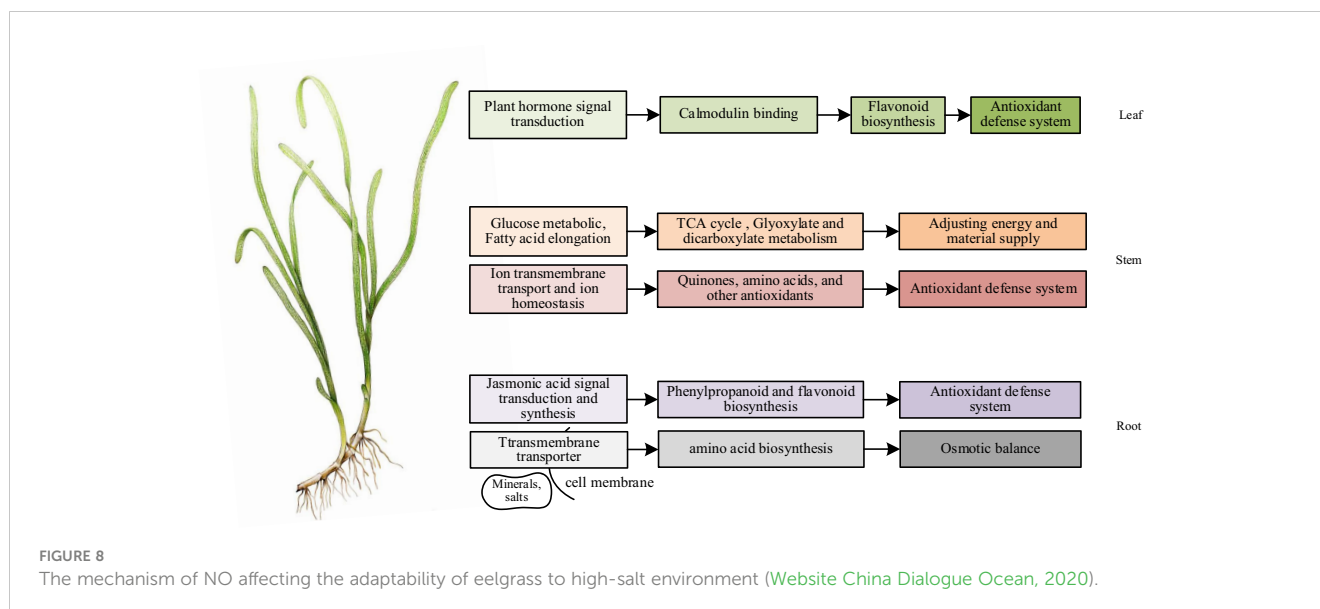 Plant hormone signal
transduction
Calmodulin binding
Flavonoid
biosynthesis
Antioxidant
defense system
Leaf
Glucose metabolic,
Fatty acid elongation
TCA cycle , Glyoxylate and
dicarboxylate metabolism
Adjusting energy and
material supply
Stem
Ion transmembrane
transport and ion
homeostasis
Quinones, amino acids, and
other antioxidants
Antioxidant defense system
Jasmonic acid signal
transduction and
synthesis
Phenylpropanoid and flavonoid
biosynthesis
Antioxidant defense
system
Root
Ttransmembrane
transporter
amino acid biosynthesis
Osmotic balance
Minerals,
salts
cell membrane
FIGURE 8
The mechanism of NO affecting the adaptability of eelgrass to high-salt environment (Website China Dialogue Ocean, 2020).